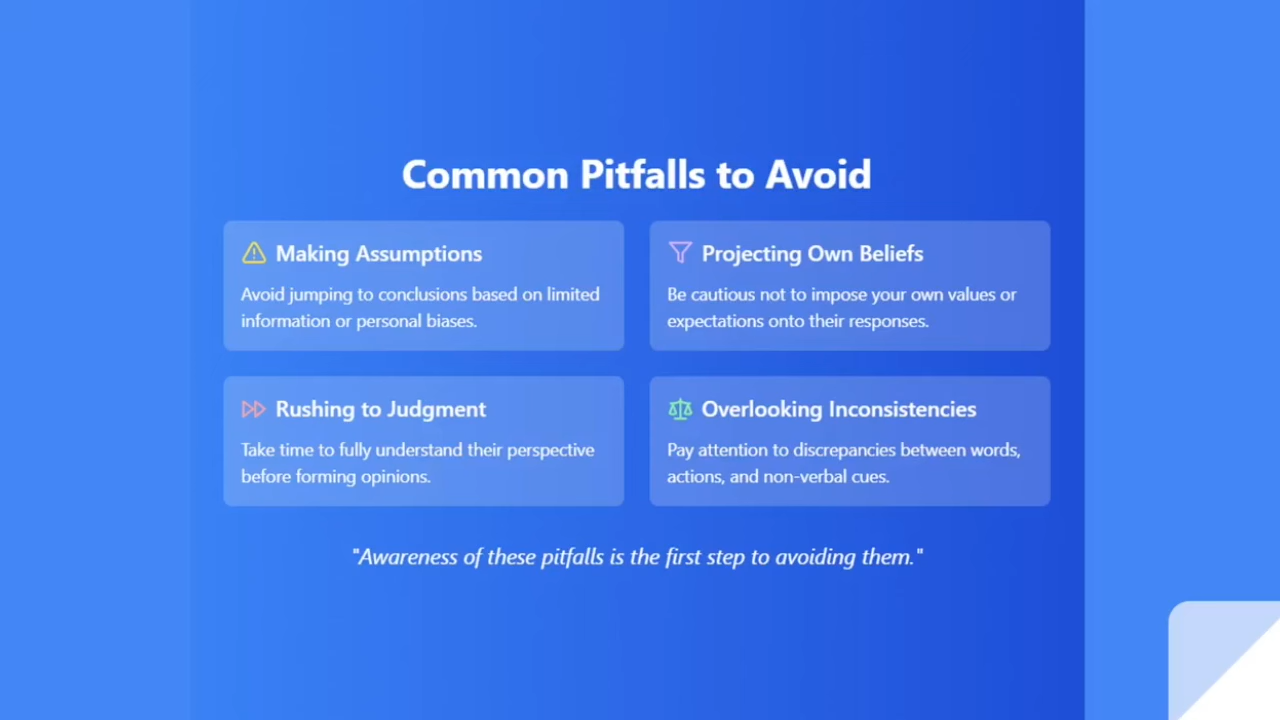 Common Pitfalls to Avoid
Making Assumptions
Avoid jumping to conclusions based on limited
information or personal biases.
Projecting Own Beliefs
Be cautious not to impose your own values or
expectations onto their responses.
Rushing to Judgment
Take time to fully understand their perspective
before forming opinions.
Overlooking Inconsistencies
Pay attention to discrepancies between words,
actions, and non-verbal cues.
"Awareness of these pitfalls is the first step to avoiding them."